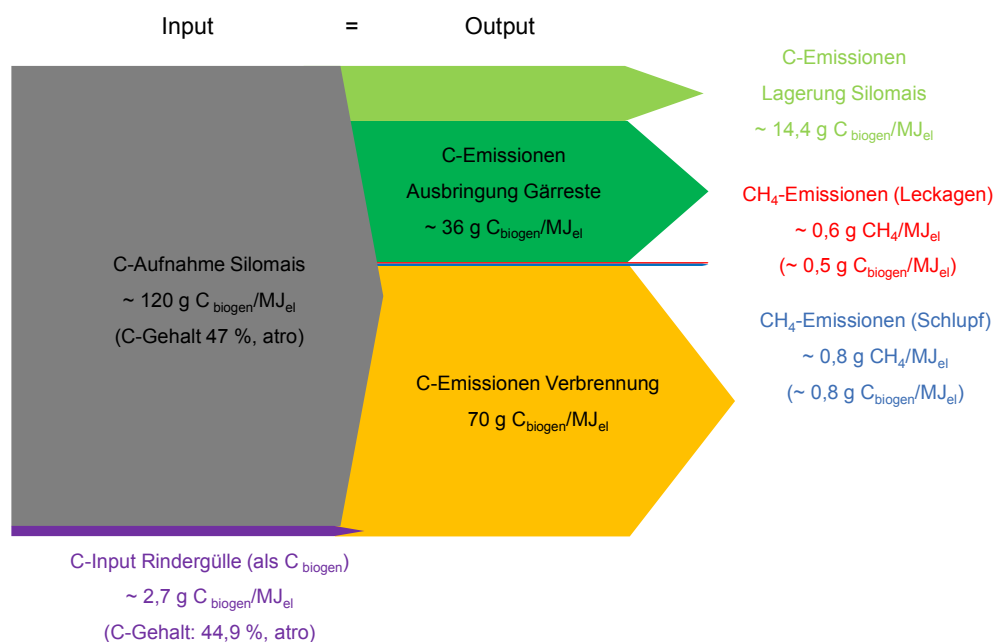 Input = Output
C-Emissionen
Lagerung Silomais
~ 14,4 g C biogen/MJel
C-Emissionen
Ausbringung Gärreste
~ 36 g Cbiogen/MJel
CH4-Emissionen (Leckagen)
~ 0,6 g CH4/MJel
(~ 0,5 g Cbiogen/MJel)
C-Aufnahme Silomais
~ 120 g C biogen/MJel
(C-Gehalt 47 %, atro)
CH4-Emissionen (Schlupf)
~ 0,8 g CH4/MJel
(~ 0,8 g Cbiogen/MJel)
C-Emissionen Verbrennung
70 g Cbiogen/MJel
C-Input Rindergülle (als C biogen)
~ 2,7 g C biogen/MJel
(C-Gehalt: 44,9 %, atro)